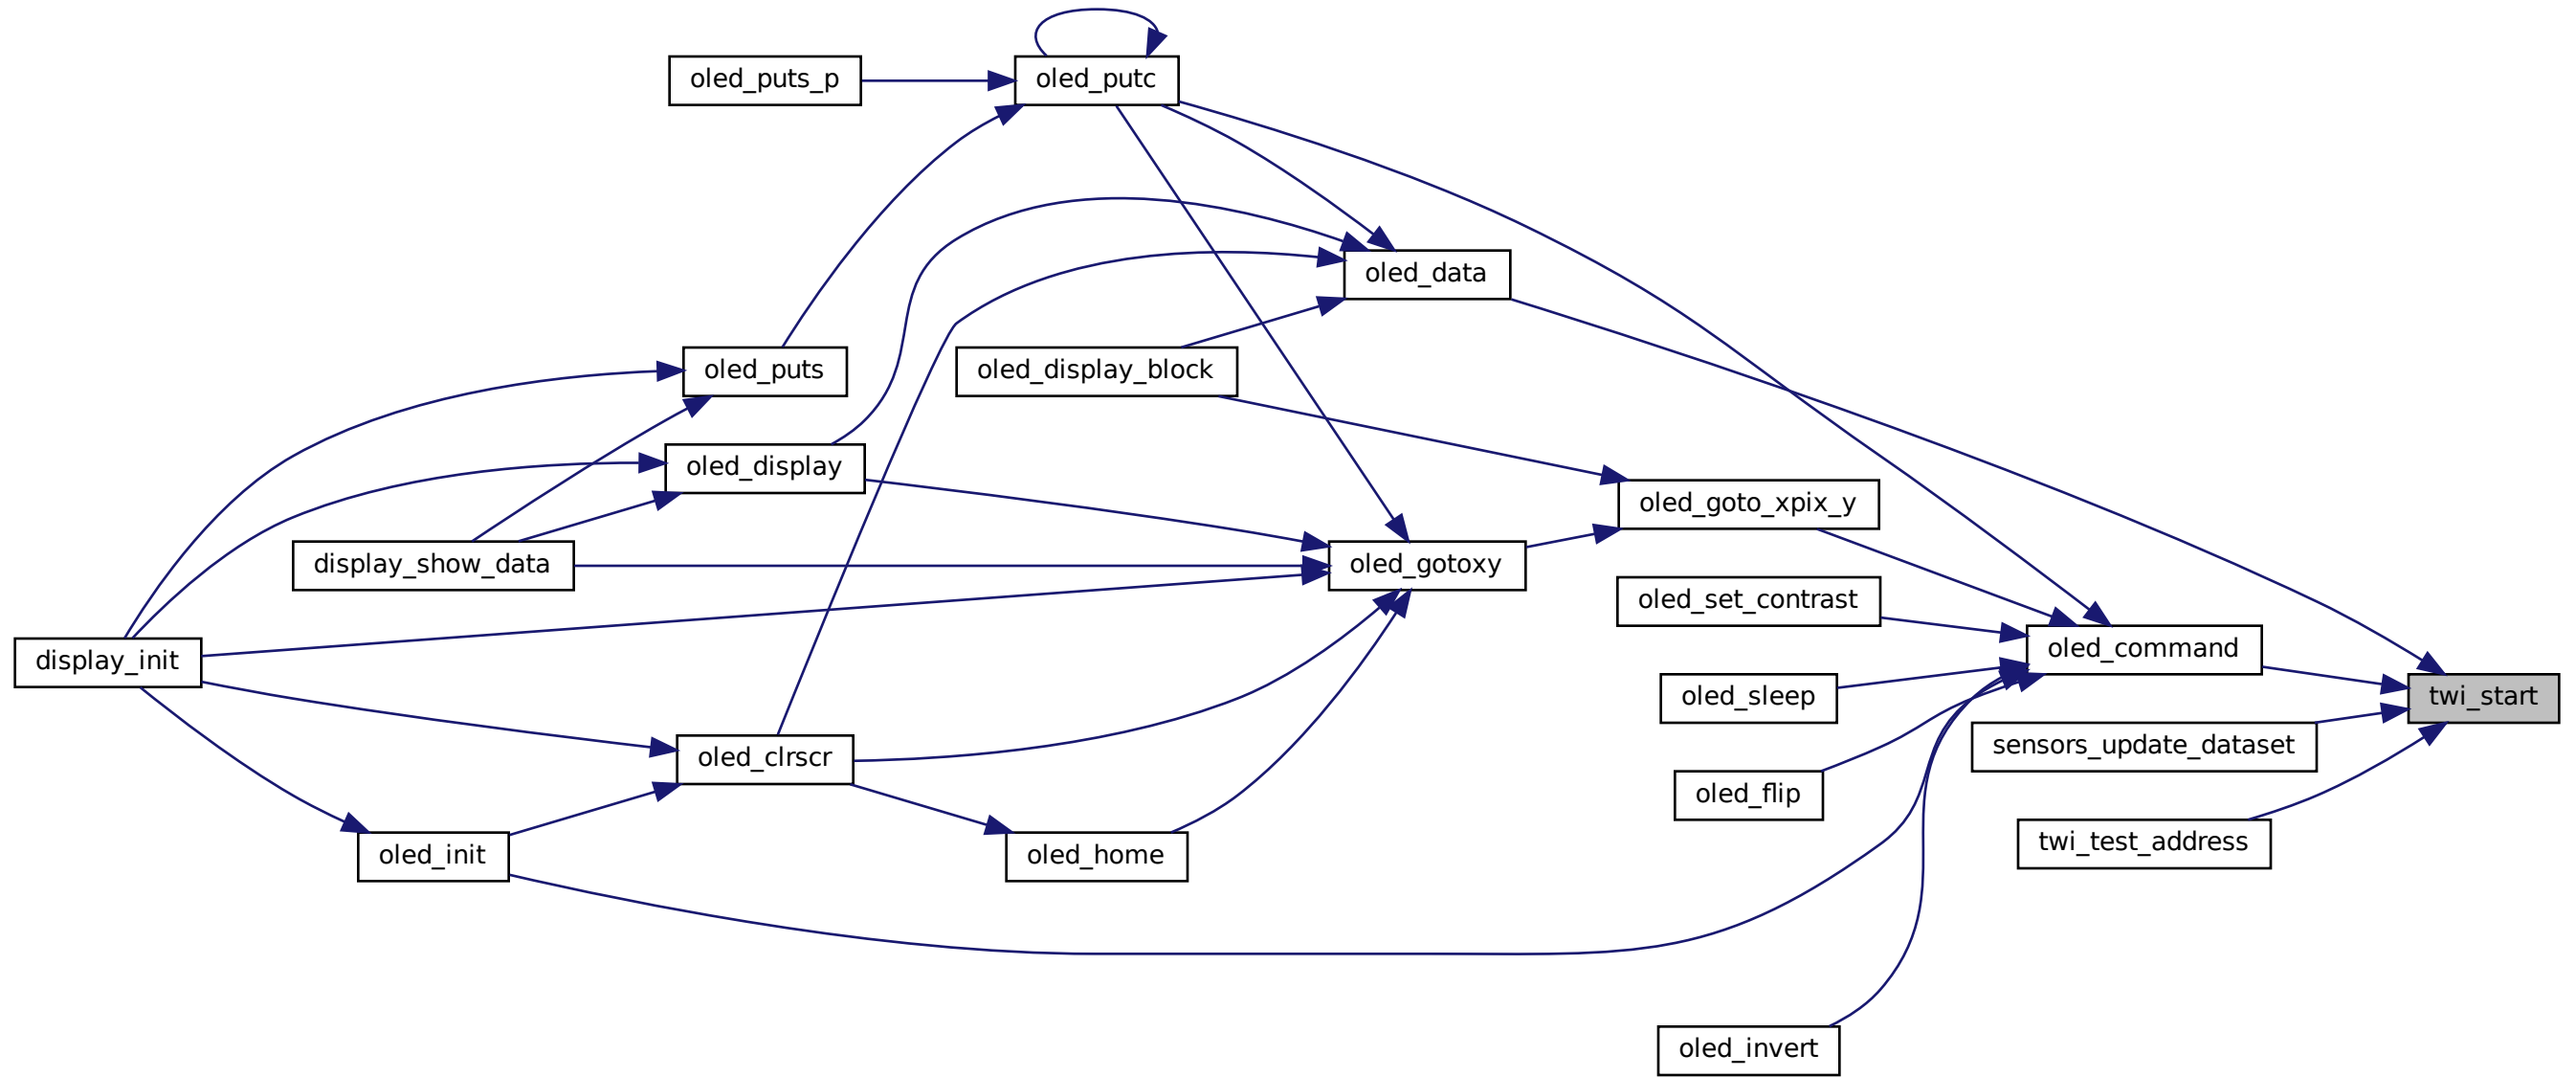 oled_puts_p
oled_putc
oled_data
oled_puts
oled_display_block
oled_display
oled_goto_xpix_y
display_show_data
oled_gotoxy
oled_set_contrast
display_init
oled_command
oled_sleep
twi_start
oled_clrscr
sensors_update_dataset
oled_flip
oled_init
oled_home
twi_test_address
oled_invert